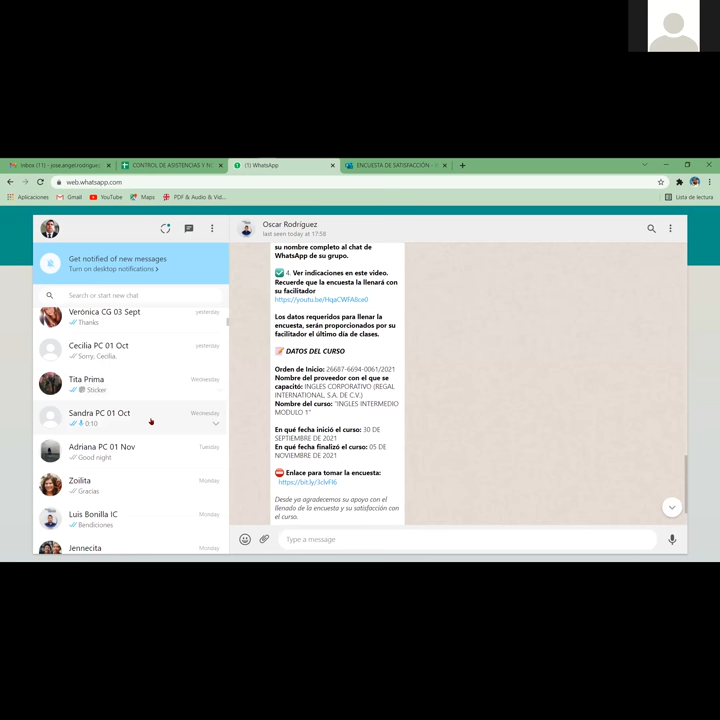 Inbox (11) - jose.angel.rodrigue
CONTROL DE ASISTENCIAS Y N
(1) WhatsApp
ENCUESTA DE SATISFACCIÓN -
web.whatsapp.com
Aplicaciones
Gmail
YouTube
Maps
PDF & Audio & Vid...
Lista de lectura
Get notified of new messages
Turn on desktop notifications >
Search or start new chat
Verónica CG 03 Sept
yesterday
Thanks
Cecilia PC 01 Oct
yesterday
Sorry, Cecilia.
Tita Prima
Wednesday
Sticker
Sandra PC 01 Oct
Wednesday
0:10
Adriana PC 01 Nov
Tuesday
Good night
Zoilita
Monday
Gracias
Luis Bonilla IC
Monday
Bendiciones
Jennecita
Monday
Oscar Rodriguez
last seen today at 17:58
su nombre completo al chat de
WhatsApp de su grupo.
4. Ver indicaciones en este video.
Recuerde que la encuesta la llenará con
su facilitador
https://youtu.be/HqaCWFA8ce0
Los datos requeridos para llenar la
encuesta, serán proporcionados por su
facilitador el último día de clases.
DATOS DEL CURSO
Orden de Inicio: 26687-6694-0061/2021
Nombre del proveedor con el que se
capacitó: INGLES CORPORATIVO (REGAL
INTERNATIONAL, S.A. DE C.V.)
Nombre del curso: "INGLES INTERMEDIO
MODULO 1"
En qué fecha inició el curso: 30 DE
SEPTIEMBRE DE 2021
En qué fecha finalizó el curso: 05 DE
NOVIEMBRE DE 2021
Enlace para tomar la encuesta:
https://bit.ly/3clvFI6
Desde ya agradecemos su apoyo con el
llenado de la encuesta y su satisfacción con
el curso.
Type a message